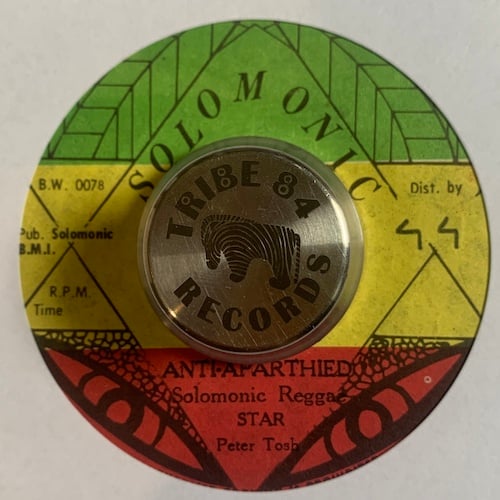 SOLOMONIC
B.W. 0078
Dist. by
Pub. Solomonic
B.M.I.
R.P.M.
Time
TRIBE 84
RECORDS
ANTI-APARTHIED
Solomonic Reggae
STAR
Peter Tosh